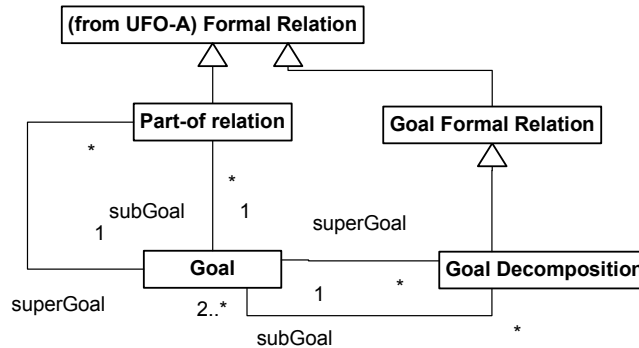 (from UFO-A) Formal Relation
Part-of relation
Goal Formal Relation
*
*
subGoal
1
1
superGoal
Goal
Goal Decomposition
superGoal
2..*
1
*
subGoal
*